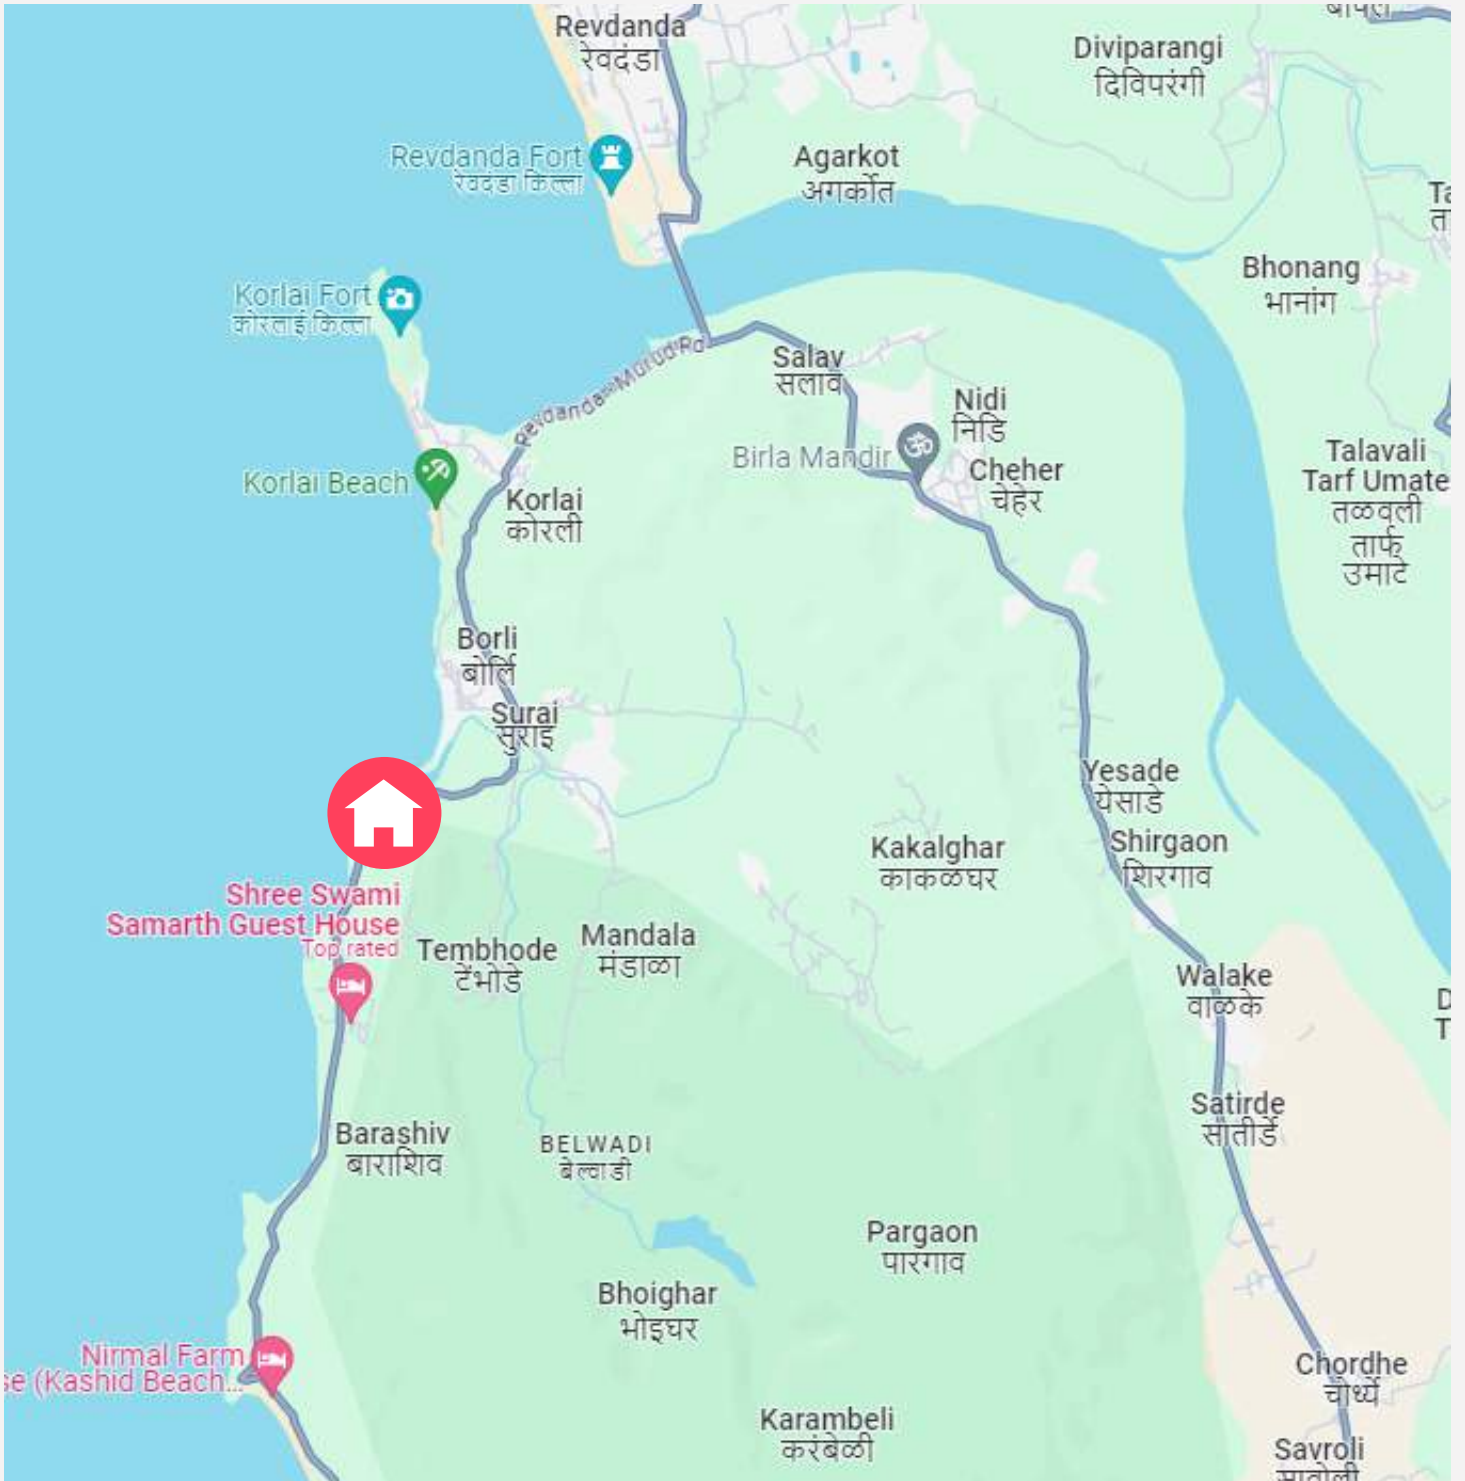 Revdanda
रेवदंडा
Diviparangi
दिविपरंगी
Revdanda Fort
रेवदंडा किल्ला
Agarkot
अगर्कोत
Bhonang
भानांग
Korlai Fort
कोरलाई किल्ला
Revdanda - Murud Rd
Salav
सलाव
Nidi
निडि
Birla Mandir
Cheher
चेहेर
Talavali
Tarf Umate
तळवली
तार्फ
उमाटे
Korlai Beach
Korlai
कोरली
Borli
बोर्लि
Surai
सुराइ
Yesade
येसाडे
Shirgaon
शिरगाव
Kakalghar
काकळघर
Shree Swami
Samarth Guest House
Top rated
Tembhode
टेंभोडे
Mandala
मंडाळा
Walake
वाळके
Satirde
सातीर्डे
Barashiv
बाराशिव
BELWADI
बेल्वाडी
Pargaon
पारगाव
Bhoighar
भोइघर
Nirmal Farm
se (Kashid Beach...
Chordhe
चोर्ध्ये
Karambeli
करंबेळी
Savroli